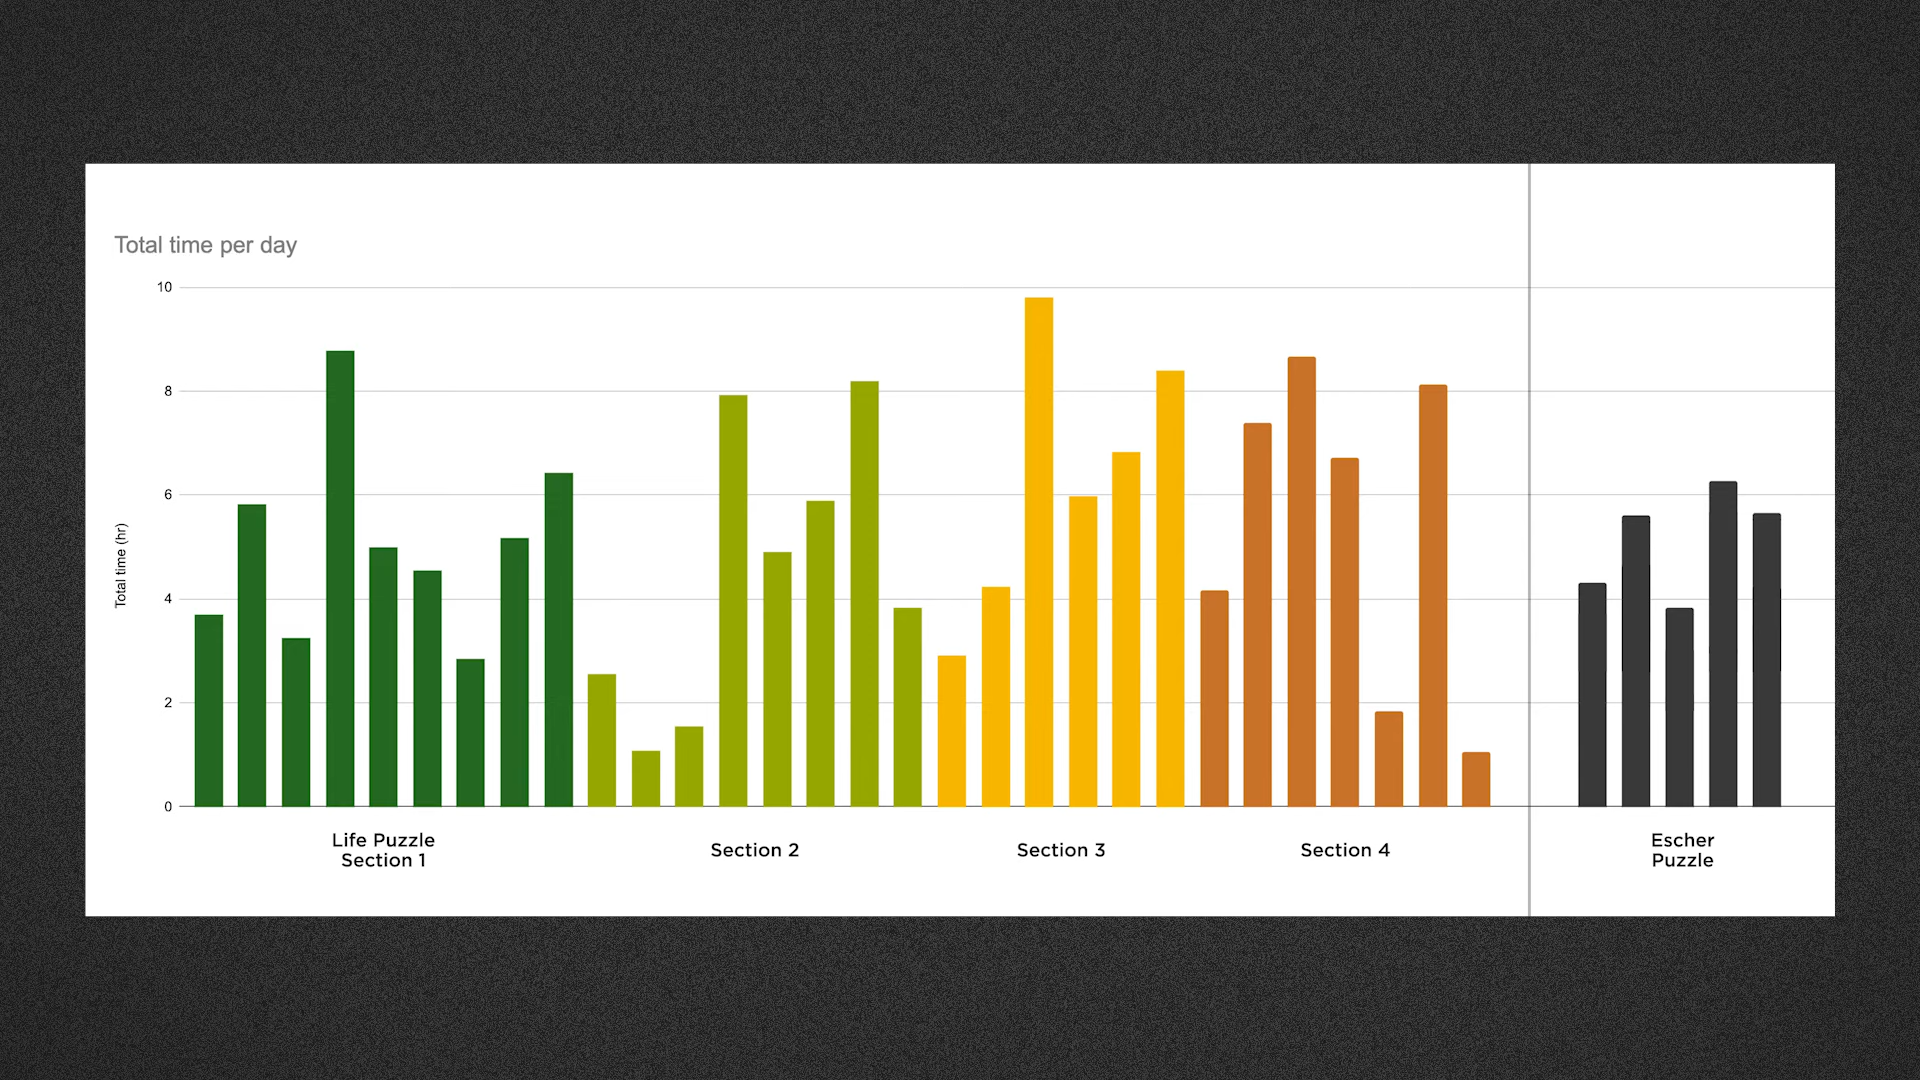 Total time per day
10
8
6
4
2
0
Total time (hr)
Life Puzzle
Section 1
Section 2
Section 3
Section 4
Escher
Puzzle